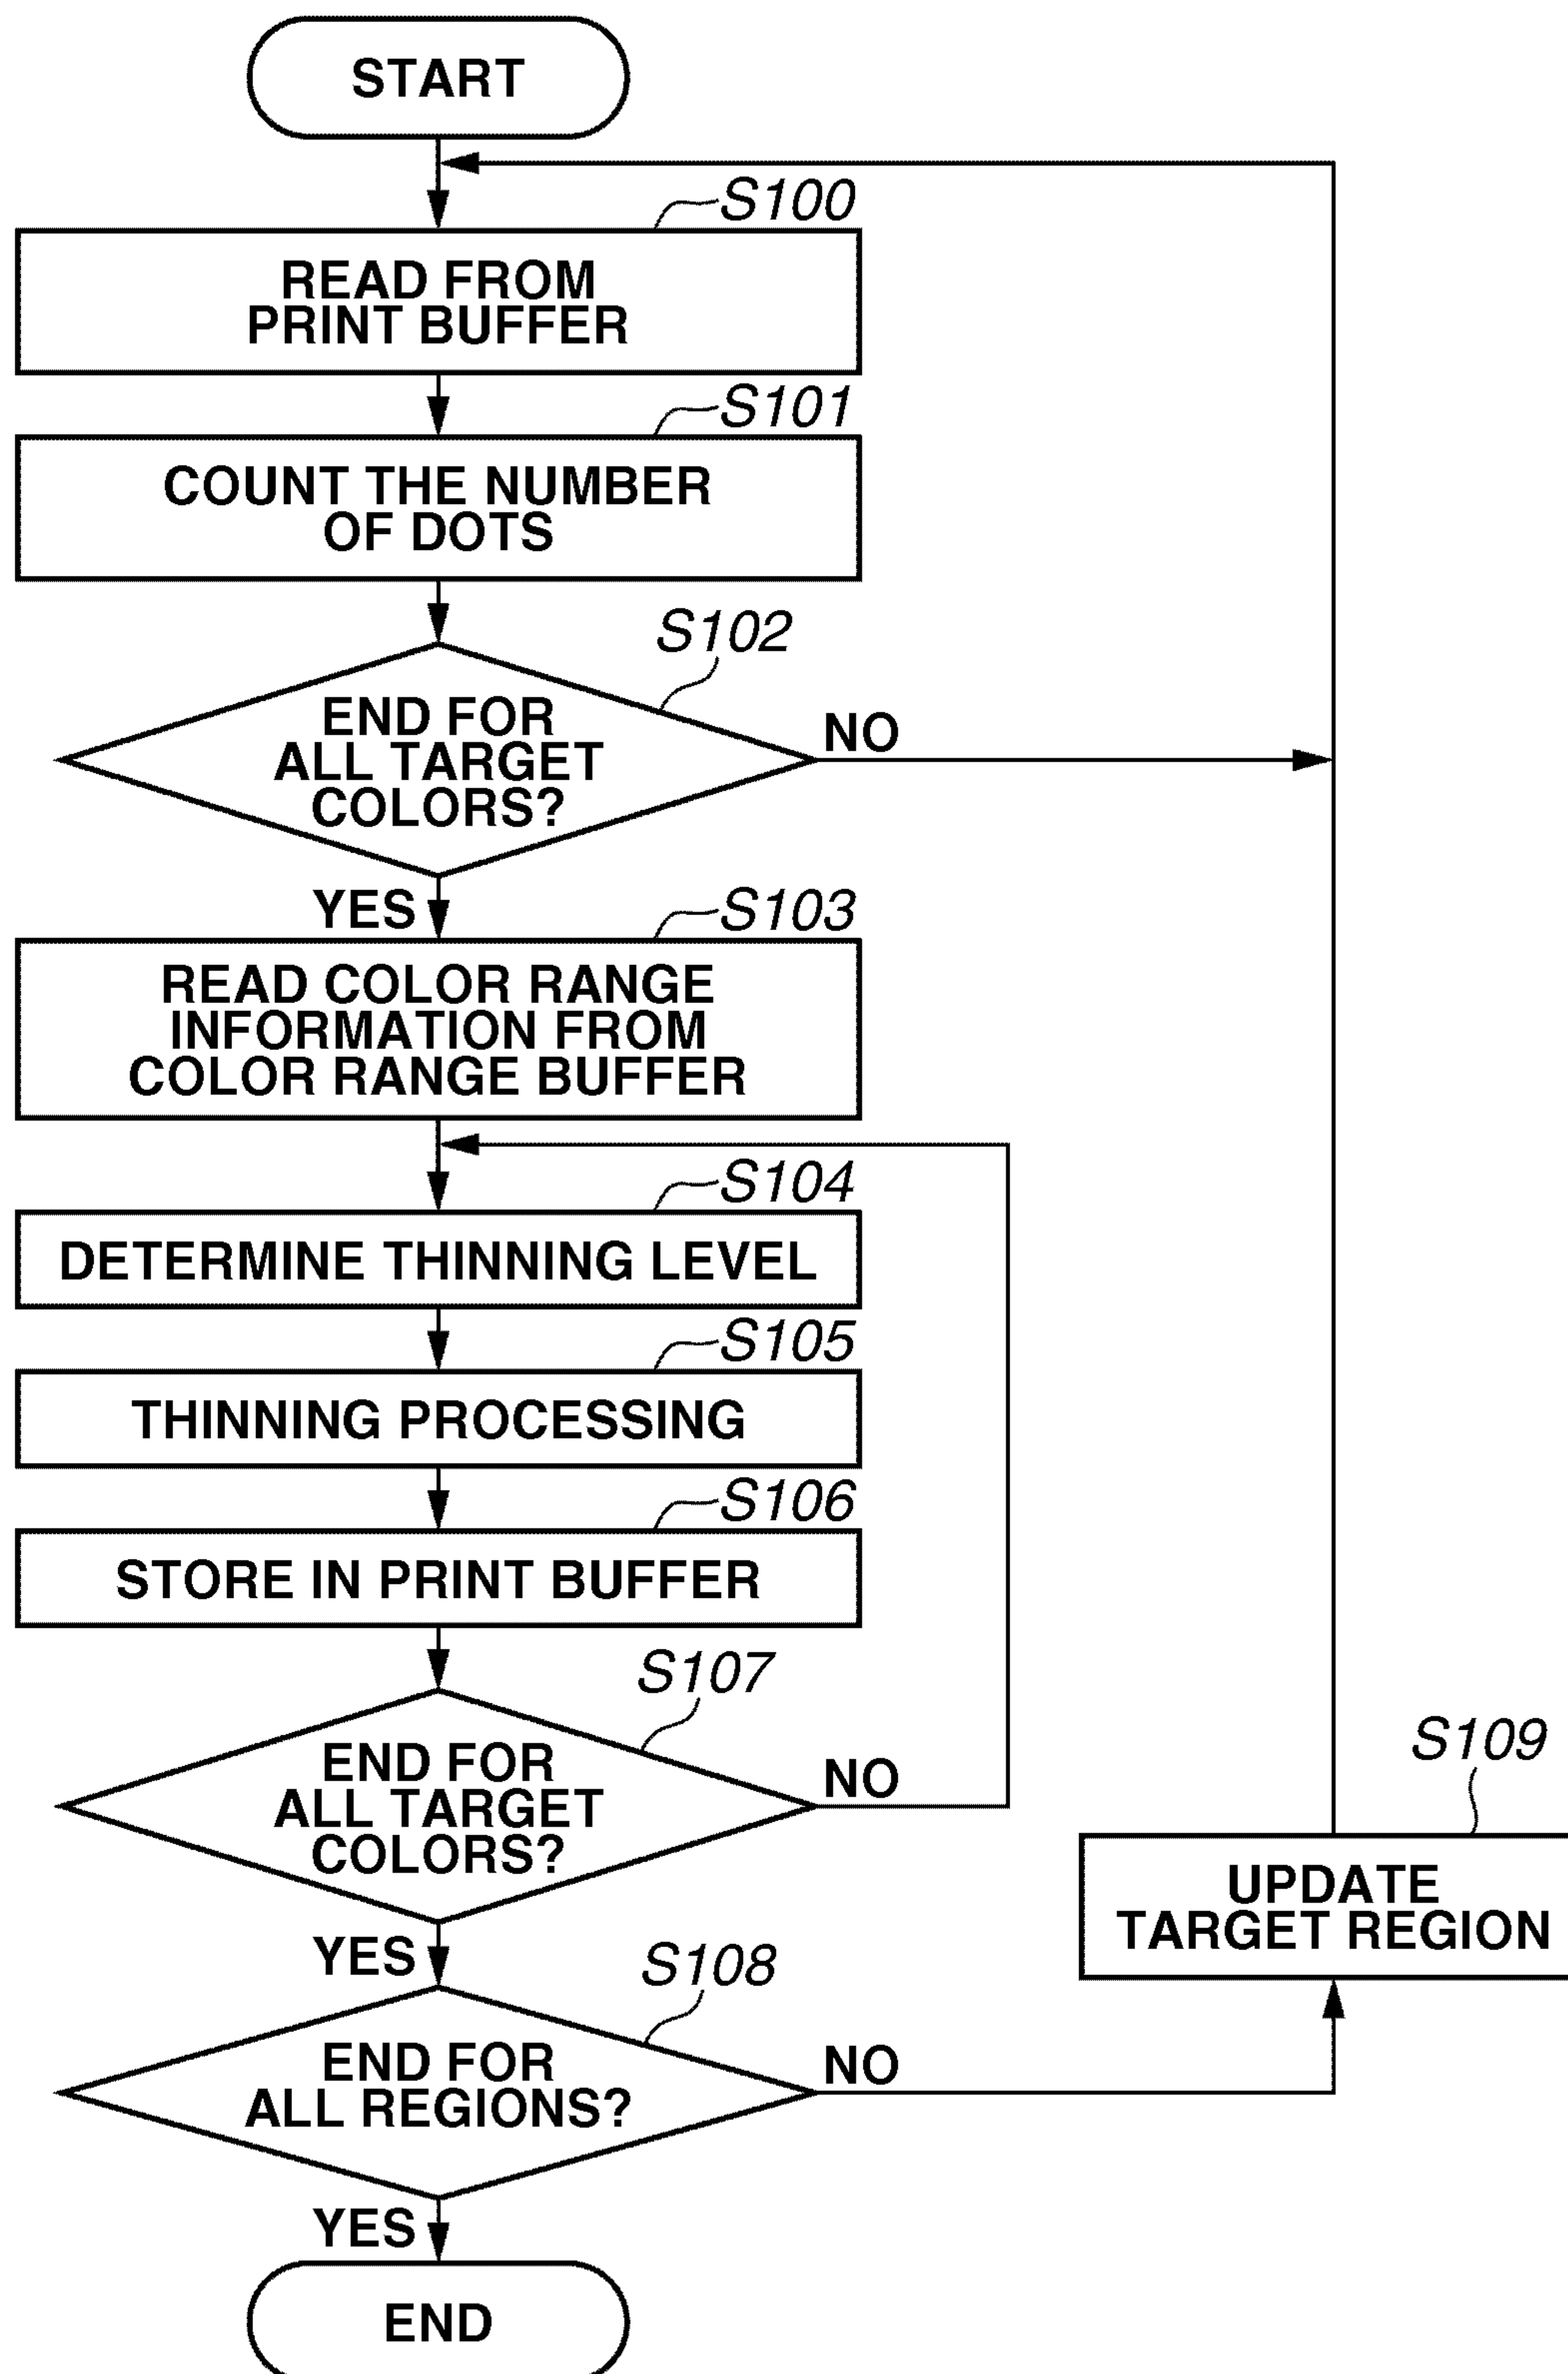 START
S100
READ FROM
PRINT BUFFER
S101
COUNT THE NUMBER
OF DOTS
S102
END FOR
ALL TARGET
COLORS?
NO
YES
S103
READ COLOR RANGE
INFORMATION FROM
COLOR RANGE BUFFER
S104
DETERMINE THINNING LEVEL
S105
THINNING PROCESSING
S106
STORE IN PRINT BUFFER
S107
END FOR
ALL TARGET
COLORS?
NO
S109
UPDATE
TARGET REGION
YES
S108
END FOR
ALL REGIONS?
NO
YES
END